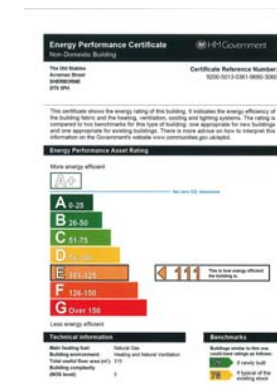 Energy Performance Certificate
HM Government
Non-Domestic Building
The Old Stables
Acreman Street
SHERBORNE
Certificate Reference Number:
This certificate shows the energy rating of this building. It indicates the energy efficiency of
the building fabric and the heating, ventilation, cooling and lighting systems. The rating is
compared to two benchmarks for this type of building: one appropriate for new buildings
and one appropriate for existing buildings. There is more advice on how to interpret this
information on the Government's website www.communities.gov.uk/epbd.
Energy Performance Asset Rating
More energy efficient
A+
A 0-25
B 26-50
C 51-75
D 76-100
E 101-125
111
This is how energy efficient
the building is.
F 126-150
G Over 150
Less energy efficient
Technical information
Main heating fuel: Natural Gas
Building environment: Heating and Natural Ventilation
Total useful floor area (m²): 315
Building complexity
(NOS level): 3
Benchmarks
Buildings similar to this one
could have ratings as follows:
If newly built
If typical of the
existing stock